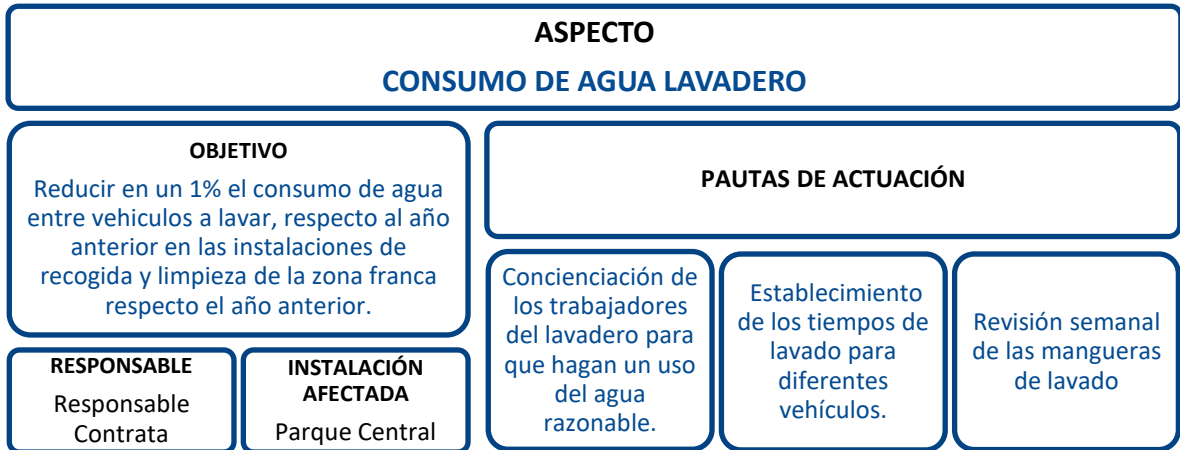 ASPECTO
CONSUMO DE AGUA LAVADERO
OBJETIVO
Reducir en un 1% el consumo de agua
entre vehiculos a lavar, respecto al año
anterior en las instalaciones de
recogida y limpieza de la zona franca
respecto el año anterior.
RESPONSABLE
Responsable
Contrata
INSTALACIÓN
AFECTADA
Parque Central
PAUTAS DE ACTUACIÓN
Concienciación de
los trabajadores
del lavadero para
que hagan un uso
del agua
razonable.
Establecimiento
de los tiempos de
lavado para
diferentes
vehículos.
Revisión semanal
de las mangueras
de lavado